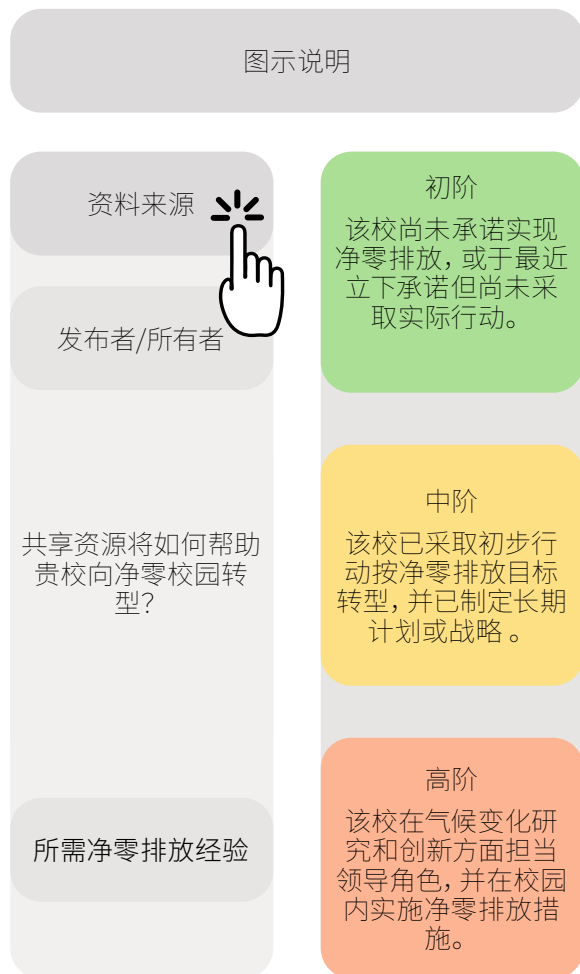 图示说明
资料来源
发布者/所有者
共享资源将如何帮助
贵校向净零校园转
型？
所需净零排放经验
初阶
该校尚未承诺实现
净零排放，或于最近
立下承诺但尚未采
取实际行动。
中阶
该校已采取初步行
动按净零排放目标
转型，并已制定长期
计划或战略 。
高阶
该校在气候变化研
究和创新方面担当
领导角色，并在校园
内实施净零排放措
施。